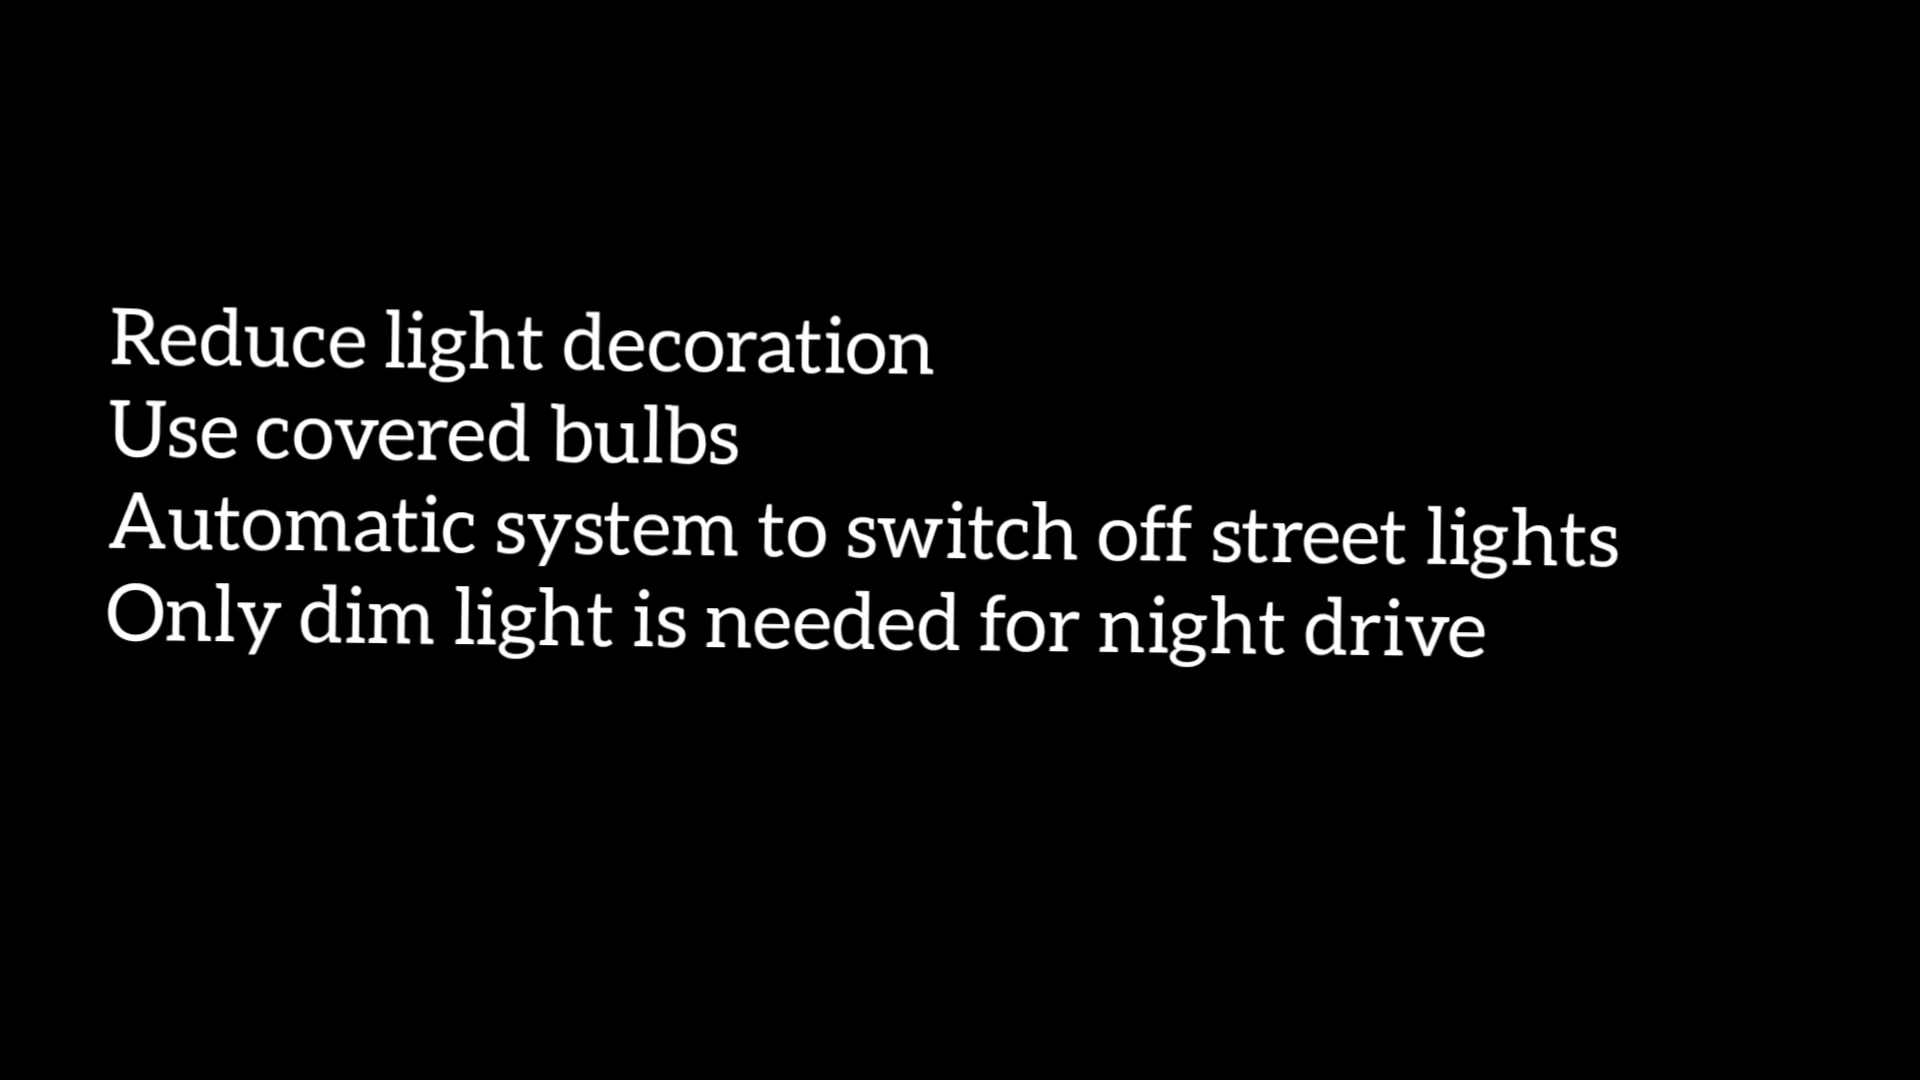 Reduce light decoration
Use covered bulbs
Automatic system to switch off street lights
Only dim light is needed for night drive